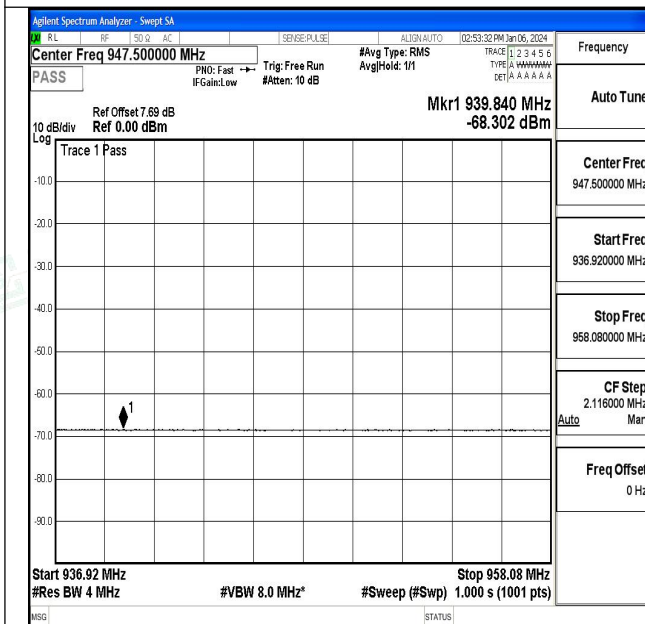 Agilent Spectrum Analyzer - Swept SA
RL RF 50 Ω AC SENSE:PULSE ALIGN AUTO 02:53:32 PM Jan 06, 2024
Center Freq 947.500000 MHz #Avg Type: RMS TRACE 1 2 3 4 5 6
PNO: Fast Trig: Free Run Avg|Hold: 1/1 TYPE A WWWWW
PASS IFGain:Low #Atten: 10 dB DET A A A A A A
Mkr1 939.840 MHz
-68.302 dBm
Ref Offset 7.69 dB
10 dB/div Ref 0.00 dBm
Log
Trace 1 Pass
-10.0
-20.0
-30.0
-40.0
-50.0
-60.0
1
-70.0
-80.0
-90.0
Start 936.92 MHz Stop 958.08 MHz
#Res BW 4 MHz #VBW 8.0 MHz* #Sweep (#Swp) 1.000 s (1001 pts)
MSG STATUS
Frequency
Auto Tune
Center Freq
947.500000 MHz
Start Freq
936.920000 MHz
Stop Freq
958.080000 MHz
CF Step
2.116000 MHz
Auto Man
Freq Offset
0 Hz